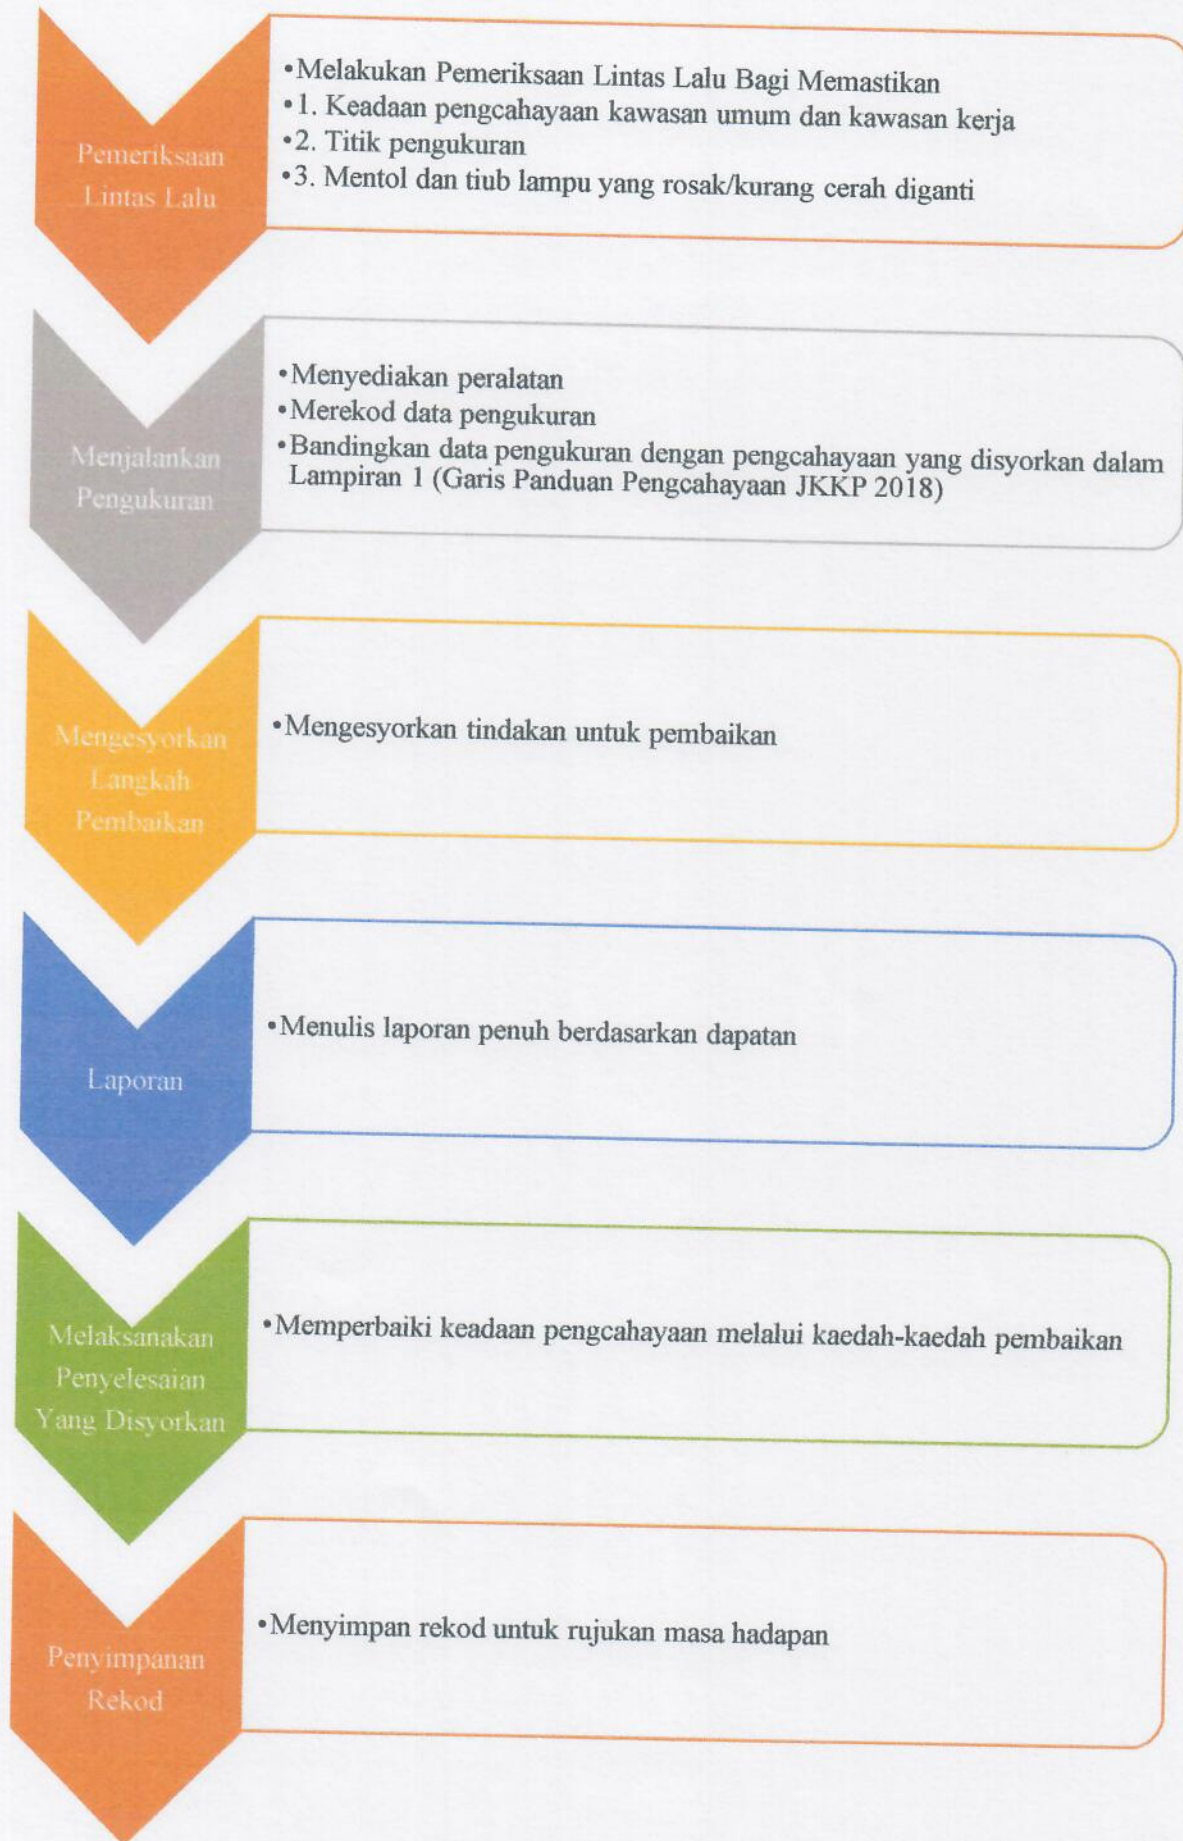 Pemeriksaan
Lintas Lalu
•Melakukan Pemeriksaan Lintas Lalu Bagi Memastikan
•1. Keadaan pengcahayaan kawasan umum dan kawasan kerja
•2. Titik pengukuran
•3. Mentol dan tiub lampu yang rosak/kurang cerah diganti
Menjalankan
Pengukuran
•Menyediakan peralatan
•Merekod data pengukuran
•Bandingkan data pengukuran dengan pengcahayaan yang disyorkan dalam
Lampiran 1 (Garis Panduan Pengcahayaan JKKP 2018)
Mengesyorkan
Langkah
Pembaikan
•Mengesyorkan tindakan untuk pembaikan
Laporan
•Menulis laporan penuh berdasarkan dapatan
Melaksanakan
Penyelesaian
Yang Disyorkan
•Memperbaiki keadaan pengcahayaan melalui kaedah-kaedah pembaikan
Penyimpanan
Rekod
•Menyimpan rekod untuk rujukan masa hadapan